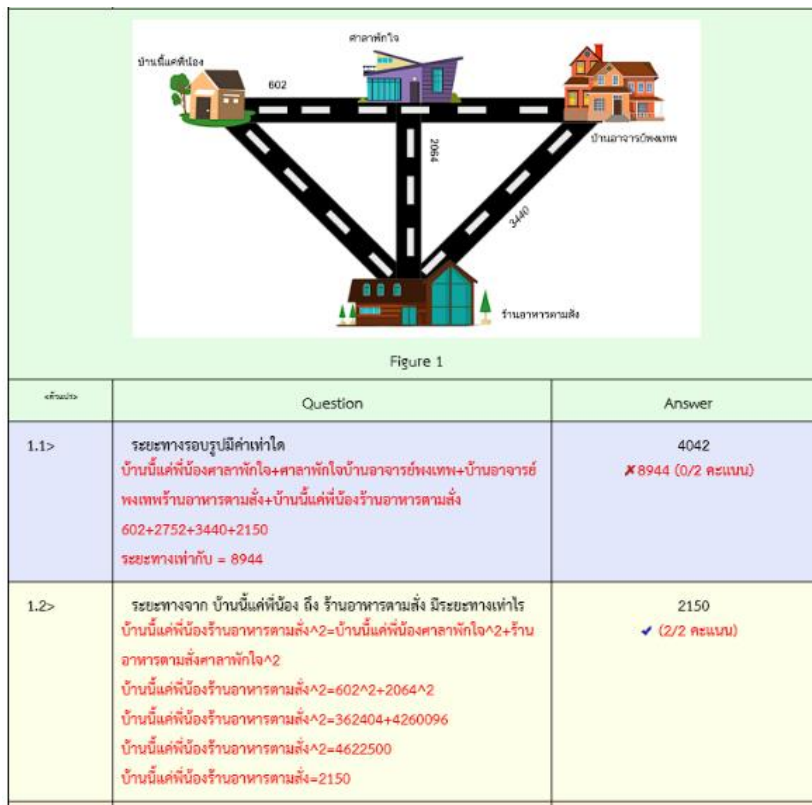 ศาลาพักใจ
บ้านนี้แค่พี่น้อง
602
บ้านอาจารย์พงเทพ
2064
3440
ร้านอาหารตามสั่ง
Figure 1
<ตัวแปร>
Question
Answer
1.1>
ระยะทางรอบรูปมีค่าเท่าใด
บ้านนี้แค่พี่น้องศาลาพักใจ+ศาลาพักใจบ้านอาจารย์พงเทพ+บ้านอาจารย์
พงเทพร้านอาหารตามสั่ง+บ้านนี้แค่พี่น้องร้านอาหารตามสั่ง
602+2752+3440+2150
ระยะทางเท่ากับ = 8944
4042
✘8944 (0/2 คะแนน)
1.2>
ระยะทางจาก บ้านนี้แค่พี่น้อง ถึง ร้านอาหารตามสั่ง มีระยะทางเท่าไร
บ้านนี้แค่พี่น้องร้านอาหารตามสั่ง^2=บ้านนี้แค่พี่น้องศาลาพักใจ^2+ร้าน
อาหารตามสั่งศาลาพักใจ^2
บ้านนี้แค่พี่น้องร้านอาหารตามสั่ง^2=602^2+2064^2
บ้านนี้แค่พี่น้องร้านอาหารตามสั่ง^2=362404+4260096
บ้านนี้แค่พี่น้องร้านอาหารตามสั่ง^2=4622500
บ้านนี้แค่พี่น้องร้านอาหารตามสั่ง=2150
2150
✔ (2/2 คะแนน)